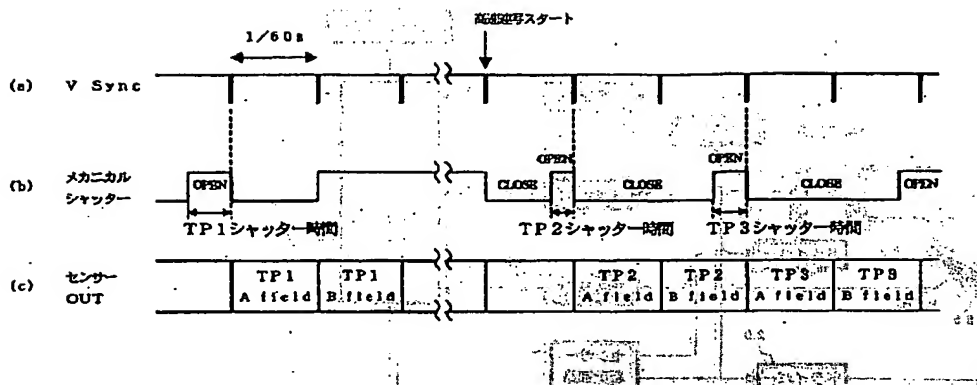 高速連写スタート
1/60s
(a) V Sync
(b) メカニカル
シャッター
OPEN
CLOSE
OPEN
CLOSE
OPEN
CLOSE
OPEN
TP1シャッター時間
TP2シャッター時間
TP3シャッター時間
(c) センサー
OUT
TP1
A field
TP1
B field
TP2
A field
TP2
B field
TP3
A field
TP3
B field